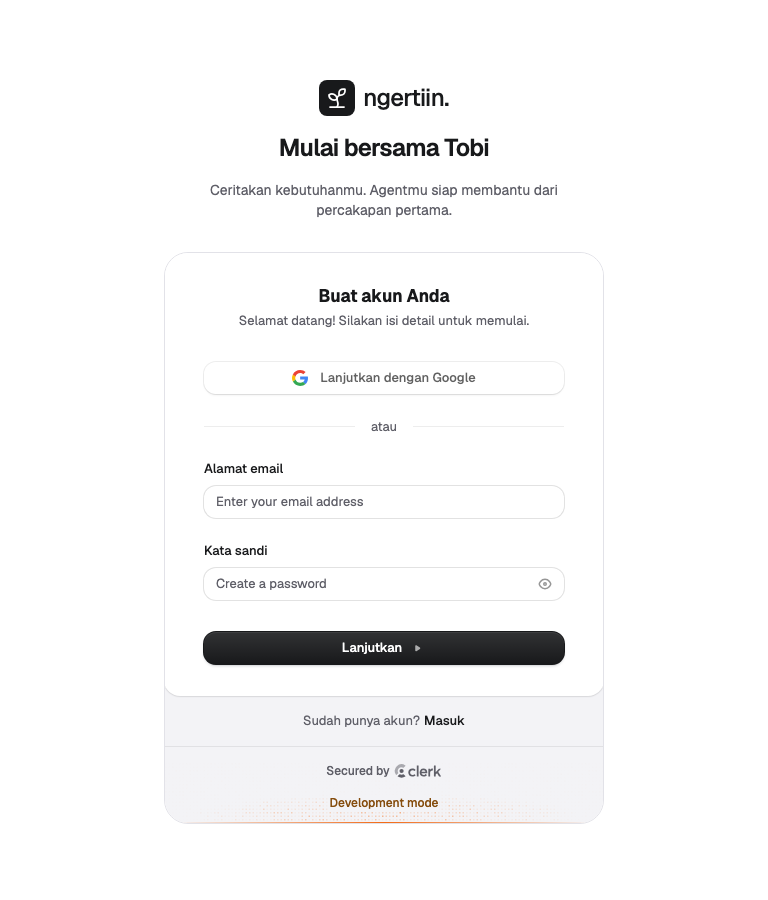 ngertiin.
Mulai bersama Tobi
Ceritakan kebutuhanmu. Agentmu siap membantu dari
percakapan pertama.
Buat akun Anda
Selamat datang! Silakan isi detail untuk memulai.
Lanjutkan dengan Google
atau
Alamat email
Enter your email address
Kata sandi
Create a password
Lanjutkan
Sudah punya akun? Masuk
Secured by clerk
Development mode